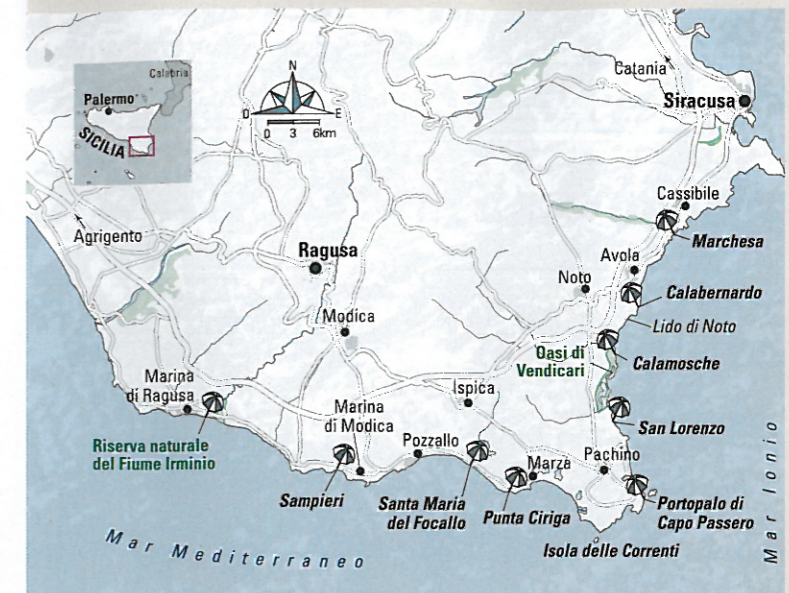 Calabria
Palermo
SICILIA
N
O
E
0 3 6km
Catania
Siracusa
Agrigento
Ragusa
Cassibile
Marchesa
Avola
Noto
Calabernardo
Modica
Lido di Noto
Oasi di
Vendicari
Calamosche
Marina
di Ragusa
Ispica
Marina
di Modica
San Lorenzo
Riserva naturale
del Fiume Irminio
Pozzallo
Pachino
Marza
Sampieri
Santa Maria
del Focallo
Punta Ciriga
Portopalo di
Capo Passero
Isola delle Correnti
Mar Mediterraneo
Mar Ionio